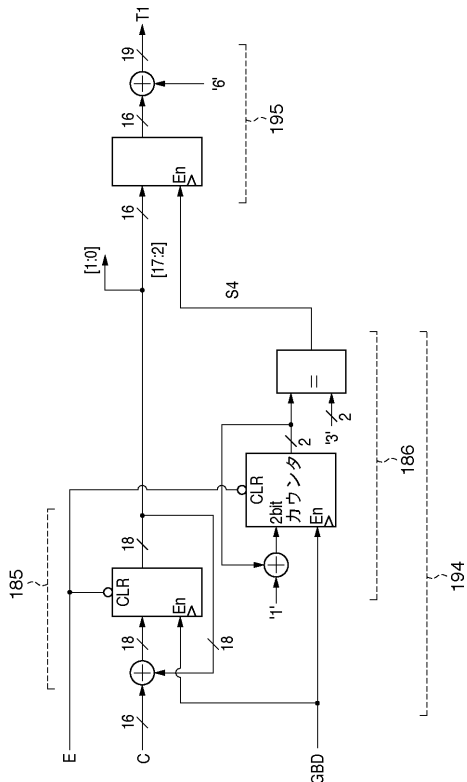 T1
19
'6'
16
195
En
16
[1:0]
[17:2]
S4
=
2
'3'
186
2
CLR
2bit
カウンタ
En
'1'
194
185
18
CLR
En
18
18
16
E
C
GBD